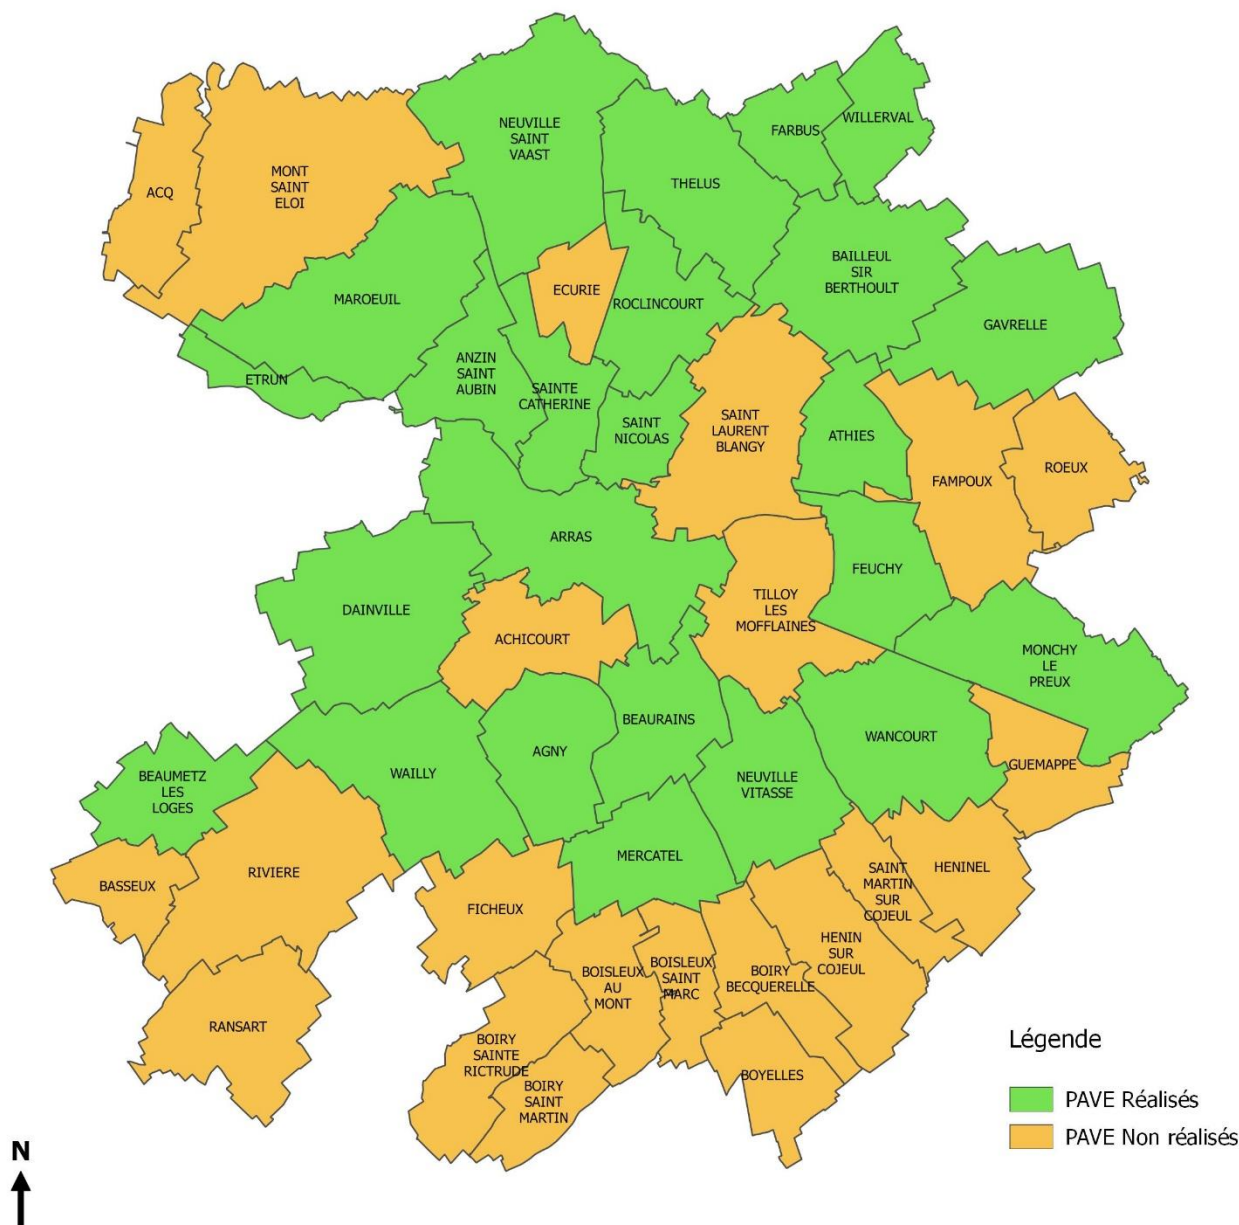 NEUVILLE
SAINT
VAAST
FARBUS
WILLERVAL
ACQ
MONT
SAINT
ELOI
THELUS
BAILLEUL
SIR
BERTHOULT
MAROEUIL
ECURIE
ROCLINCOURT
GAVRELLE
ETRUN
ANZIN
SAINT
AUBIN
SAINTE
CATHERINE
SAINT
NICOLAS
SAINT
LAURENT
BLANGY
ATHIES
FAMPOUX
ROEUX
ARRAS
FEUCHY
DAINVILLE
ACHICOURT
TILLOY
LES
MOFFLAINES
MONCHY
LE
PREUX
BEAURAINS
WANCOURT
AGNY
GUEMAPPE
BEAUMETZ
LES
LOGES
WAILLY
NEUVILLE
VITASSE
MERCATEL
BASSEUX
RIVIERE
FICHEUX
SAINT
MARTIN
SUR
COJEUL
HENINEL
HENIN
SUR
COJEUL
BOISLEUX
AU
MONT
BOISLEUX
SAINT
MARC
BOIRY
BECQUERELLE
RANSART
BOIRY
SAINTE
RICTRUDE
BOIRY
SAINT
MARTIN
BOYELLES
Légende
PAVE Réalisés
PAVE Non réalisés
N